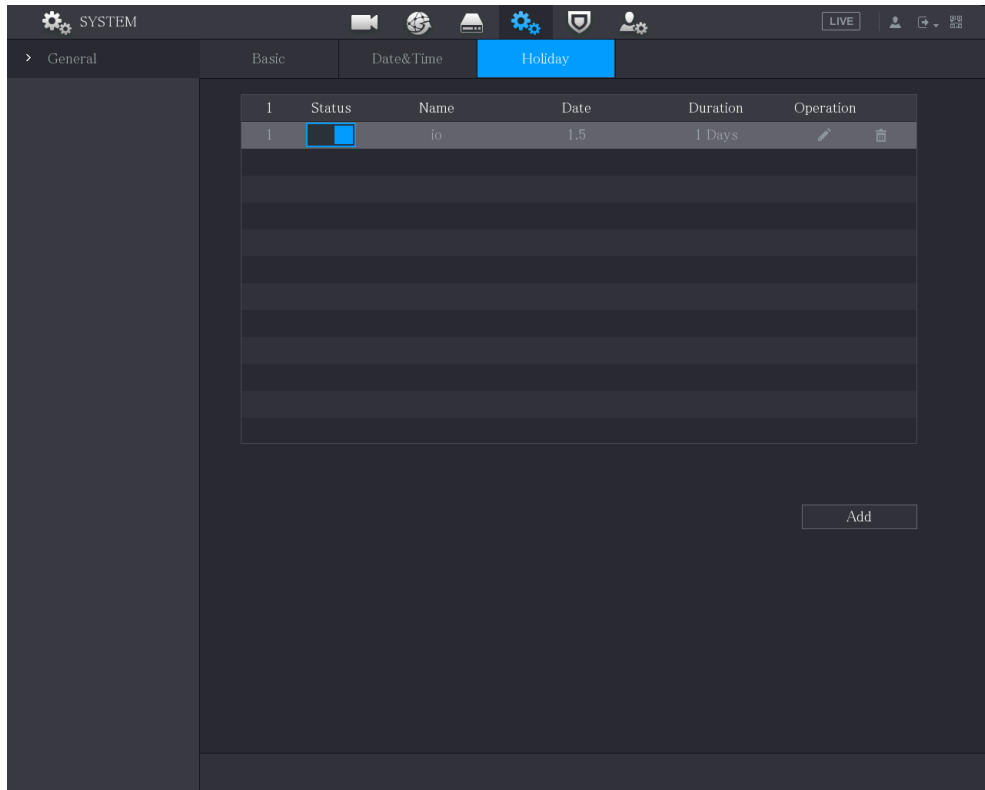 SYSTEM LIVE
General Basic Date&Time Holiday
1 Status Name Date Duration Operation
1 io 1.5 1 Days
Add